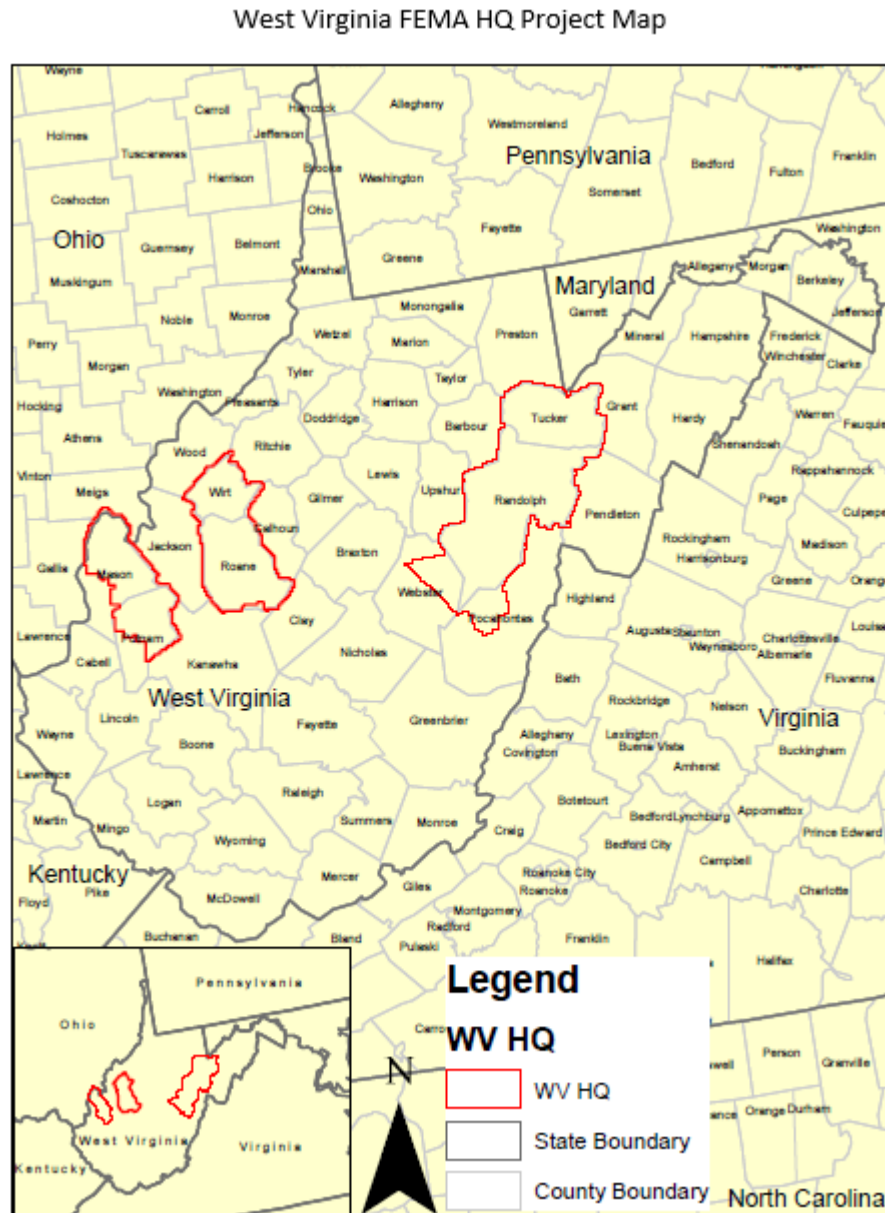 West Virginia FEMA HQ Project Map
Wayne
Carroll
Hancock
Allegheny
Westmoreland
Holmes
Jefferson
Tuscarawas
Brooke
Pennsylvania
Bedford
Fulton
Franklin
Coshocton
Harrison
Washington
Somerset
Ohio
Ohio
Guernsey
Belmont
Greene
Fayette
Washington
Muskingum
Marshall
Allegany
Morgan
Berkeley
Noble
Monroe
Monongalia
Maryland
Garrett
Jefferson
Perry
Wetzel
Marion
Preston
Mineral
Hampshire
Frederick
Winchester
Clarke
Morgan
Tyler
Taylor
Washington
Pleasants
Doddridge
Harrison
Barbour
Tucker
Grant
Hardy
Warren
Fauquier
Hocking
Athens
Wood
Ritchie
Shenandoah
Vinton
Meigs
Wirt
Gilmer
Lewis
Upshur
Randolph
Pendleton
Rappahannock
Page
Culpeper
Calhoun
Jackson
Roane
Braxton
Rockingham
Harrisonburg
Madison
Gallia
Mason
Webster
Highland
Greene
Orange
Lawrence
Putnam
Clay
Pocahontas
Augusta
Staunton
Waynesboro
Charlottesville
Albemarle
Louisa
Cabell
Kanawha
Nicholas
Bath
Fluvanna
West Virginia
Rockbridge
Nelson
Virginia
Wayne
Lincoln
Fayette
Greenbrier
Alleghany
Covington
Lexington
Buena Vista
Buckingham
Boone
Amherst
Lawrence
Logan
Raleigh
Botetourt
Martin
Mingo
Summers
Monroe
Craig
Bedford
Lynchburg
Appomattox
Prince Edward
Wyoming
Bedford City
Kentucky
Pike
Mercer
Roanoke City
Roanoke
Campbell
Charlotte
Floyd
McDowell
Giles
Montgomery
Radford
Buchanan
Bland
Pulaski
Franklin
Halifax
Legend
WV HQ
WV HQ
State Boundary
County Boundary
N
Person
Granville
Orange
Durham
North Carolina
Pennsylvania
Ohio
West Virginia
Virginia
Kentucky